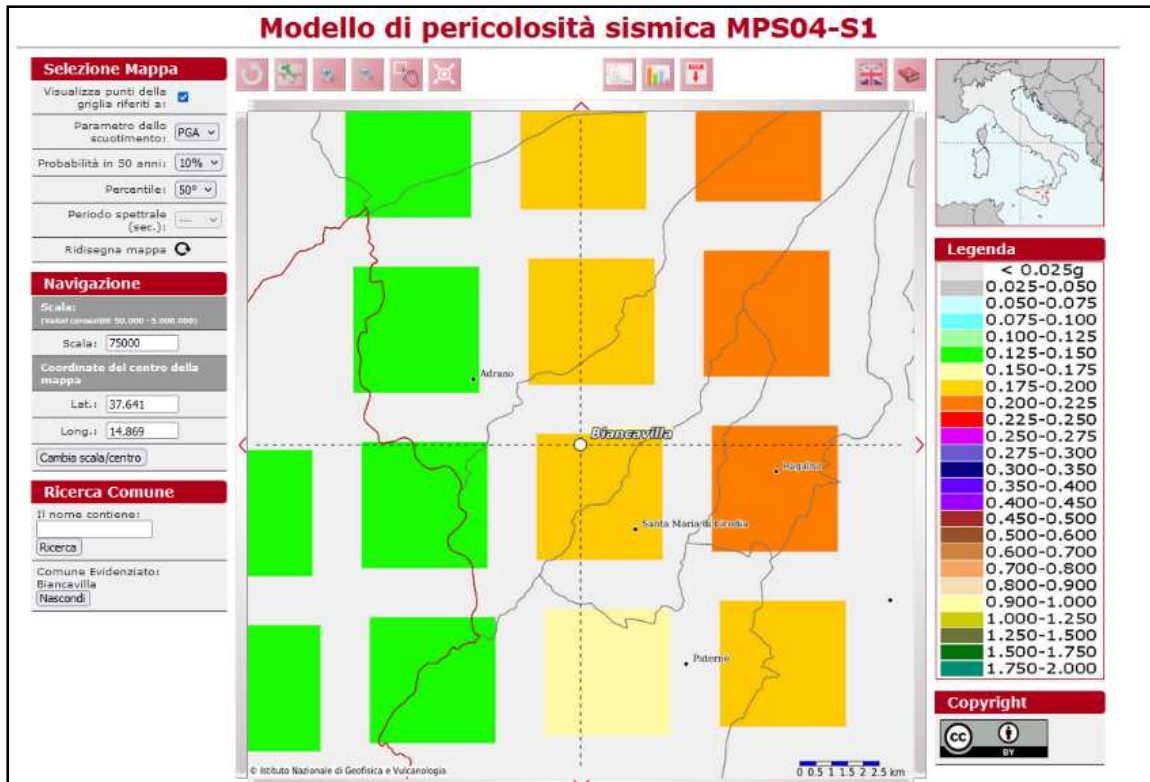 Modello di pericolosità sismica MPS04-S1
Selezione Mappa
Visualizza punti della
griglia riferiti a:
Parametro dello
scuotimento: PGA
Probabilità in 50 anni: 10%
Percentile: 50°
Periodo spettrale
(sec.): ---
Ridisegna mappa
Navigazione
Scala:
(Valori consentiti: 50.000 - 5.000.000)
Scala: 75000
Coordinate del centro della
mappa
Lat.: 37.641
Long.: 14.869
Cambia scala/centro
Ricerca Comune
Il nome contiene:
Ricerca
Comune Evidenziato:
Biancavilla
Nascondi
Adrano
Biancavilla
Ragalna
Santa Maria di Licodia
Paternò
© Istituto Nazionale di Geofisica e Vulcanologia
0 0.5 1 1.5 2 2.5 km
Legenda
< 0.025g
0.025-0.050
0.050-0.075
0.075-0.100
0.100-0.125
0.125-0.150
0.150-0.175
0.175-0.200
0.200-0.225
0.225-0.250
0.250-0.275
0.275-0.300
0.300-0.350
0.350-0.400
0.400-0.450
0.450-0.500
0.500-0.600
0.600-0.700
0.700-0.800
0.800-0.900
0.900-1.000
1.000-1.250
1.250-1.500
1.500-1.750
1.750-2.000
Copyright
cc
BY